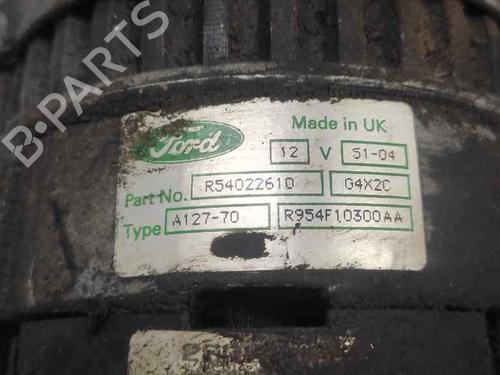 B-PARTS
Ford
Made in UK
12 V 51-04
Part No. R54022610 G4X2C
Type A127-70 R954F10300AA